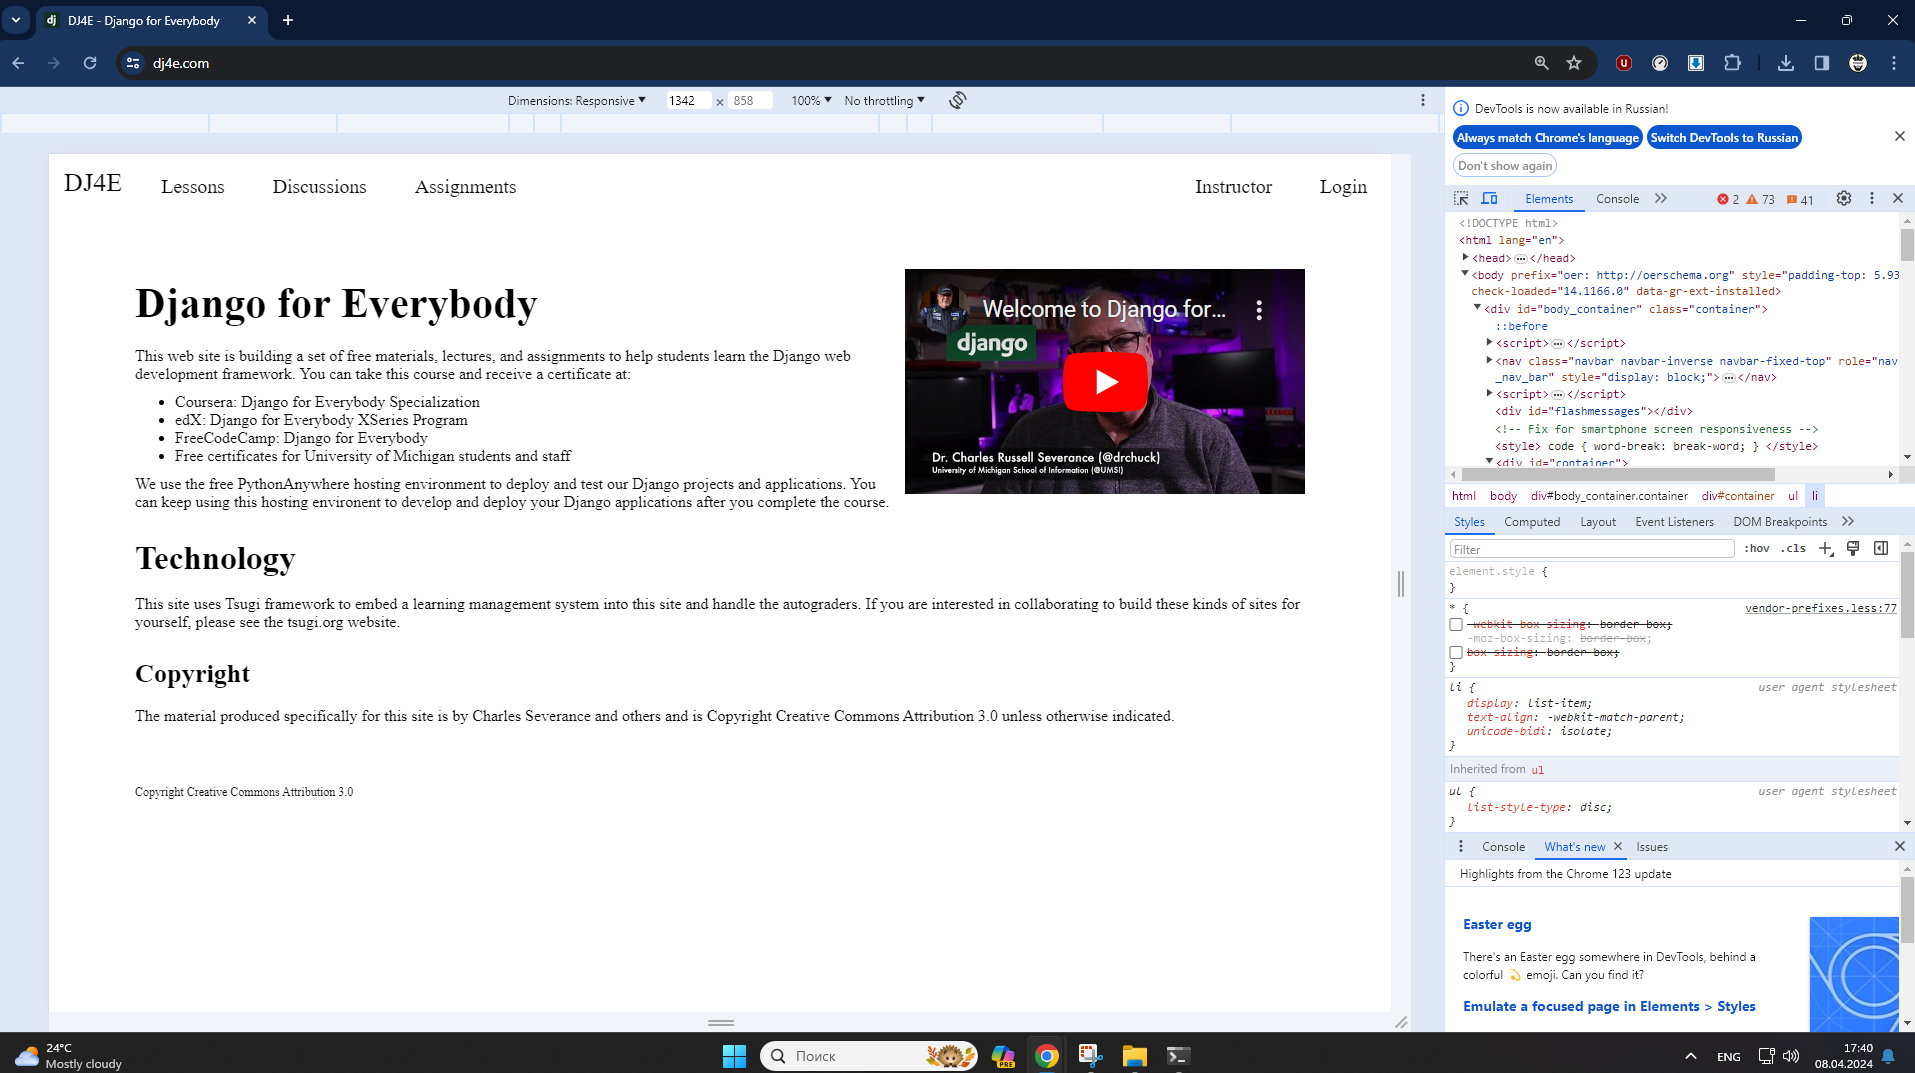 DJ4E - Django for Everybody
dj4e.com
Dimensions: Responsive
1342 × 858
100%
No throttling
DJ4E
Lessons
Discussions
Assignments
Instructor
Login
Django for Everybody
This web site is building a set of free materials, lectures, and assignments to help students learn the Django web
development framework. You can take this course and receive a certificate at:
Coursera: Django for Everybody Specialization
edX: Django for Everybody XSeries Program
FreeCodeCamp: Django for Everybody
Free certificates for University of Michigan students and staff
We use the free PythonAnywhere hosting environment to deploy and test our Django projects and applications. You
can keep using this hosting environent to develop and deploy your Django applications after you complete the course.
Welcome to Django for...
django
Dr. Charles Russell Severance (@drchuck)
University of Michigan School of Information (@UMSI)
Technology
This site uses Tsugi framework to embed a learning management system into this site and handle the autograders. If you are interested in collaborating to build these kinds of sites for
yourself, please see the tsugi.org website.
Copyright
The material produced specifically for this site is by Charles Severance and others and is Copyright Creative Commons Attribution 3.0 unless otherwise indicated.
Copyright Creative Commons Attribution 3.0
DevTools is now available in Russian!
Always match Chrome's language
Switch DevTools to Russian
Don't show again
Elements
Console
2
73
41
<!DOCTYPE html>
<html lang="en">
<head> </head>
<body prefix="oer: http://oerschema.org" style="padding-top: 5.93
check-loaded="14.1166.0" data-gr-ext-installed>
<div id="body_container" class="container">
::before
<script> </script>
<nav class="navbar navbar-inverse navbar-fixed-top" role="nav
_nav_bar" style="display: block;"> </nav>
<script> </script>
<div id="flashmessages"></div>
<!-- Fix for smartphone screen responsiveness -->
<style> code { word-break: break-word; } </style>
<div id="container">
html body div#body_container.container div#container ul li
Styles
Computed
Layout
Event Listeners
DOM Breakpoints
Filter
:hov .cls
element.style {
}
* {
vendor-prefixes.less:77
-webkit-box-sizing: border-box;
-moz-box-sizing: border-box;
box-sizing: border-box;
}
li {
user agent stylesheet
display: list-item;
text-align: -webkit-match-parent;
unicode-bidi: isolate;
}
Inherited from ul
ul {
user agent stylesheet
list-style-type: disc;
}
Console
What's new
Issues
Highlights from the Chrome 123 update
Easter egg
There's an Easter egg somewhere in DevTools, behind a
colorful 💫 emoji. Can you find it?
Emulate a focused page in Elements > Styles
24°C
Mostly cloudy
Поиск
PRE
ENG
17:40
08.04.2024